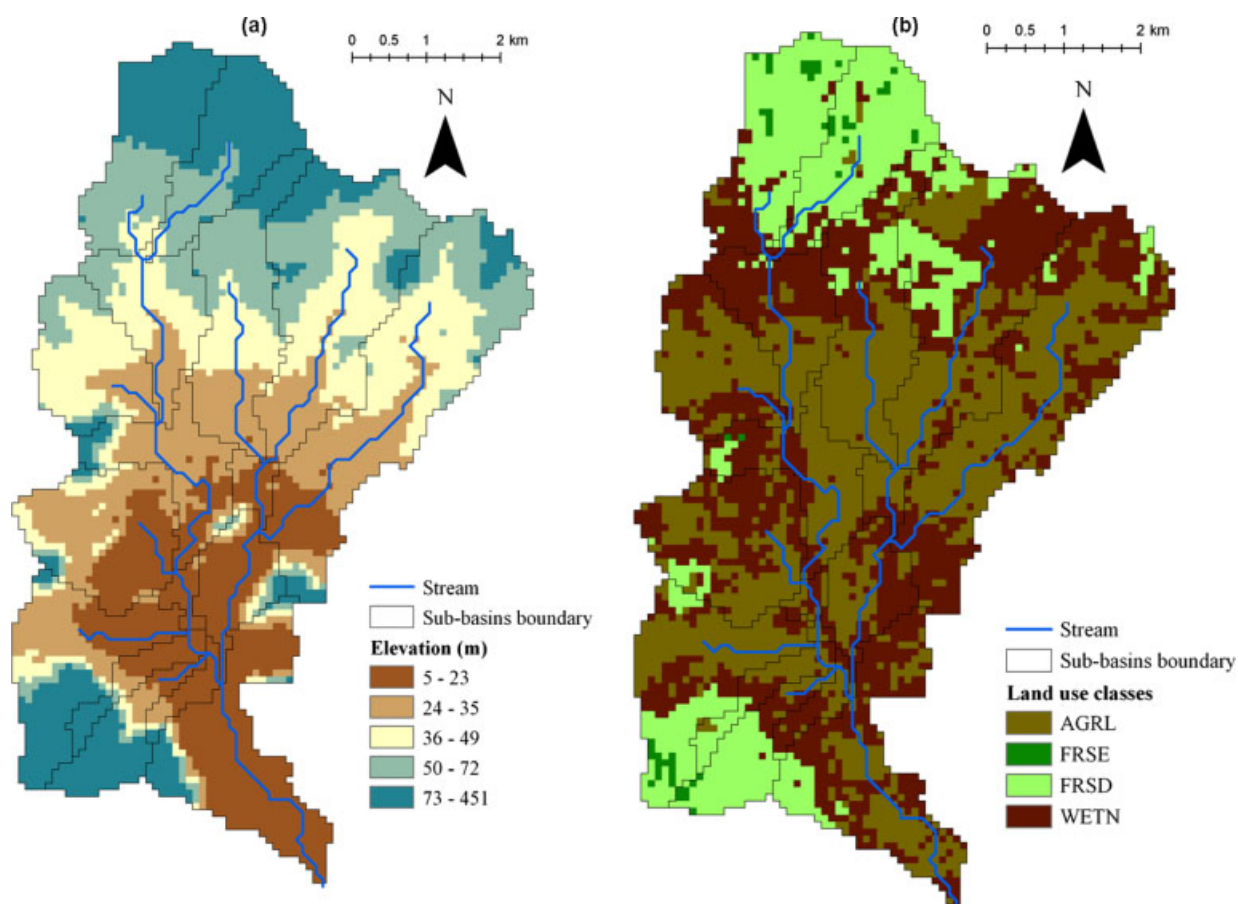 (a)
0 0.5 1 2 km
N
Stream
Sub-basins boundary
Elevation (m)
5 - 23
24 - 35
36 - 49
50 - 72
73 - 451
(b)
0 0.5 1 2 km
N
Stream
Sub-basins boundary
Land use classes
AGRL
FRSE
FRSD
WETN